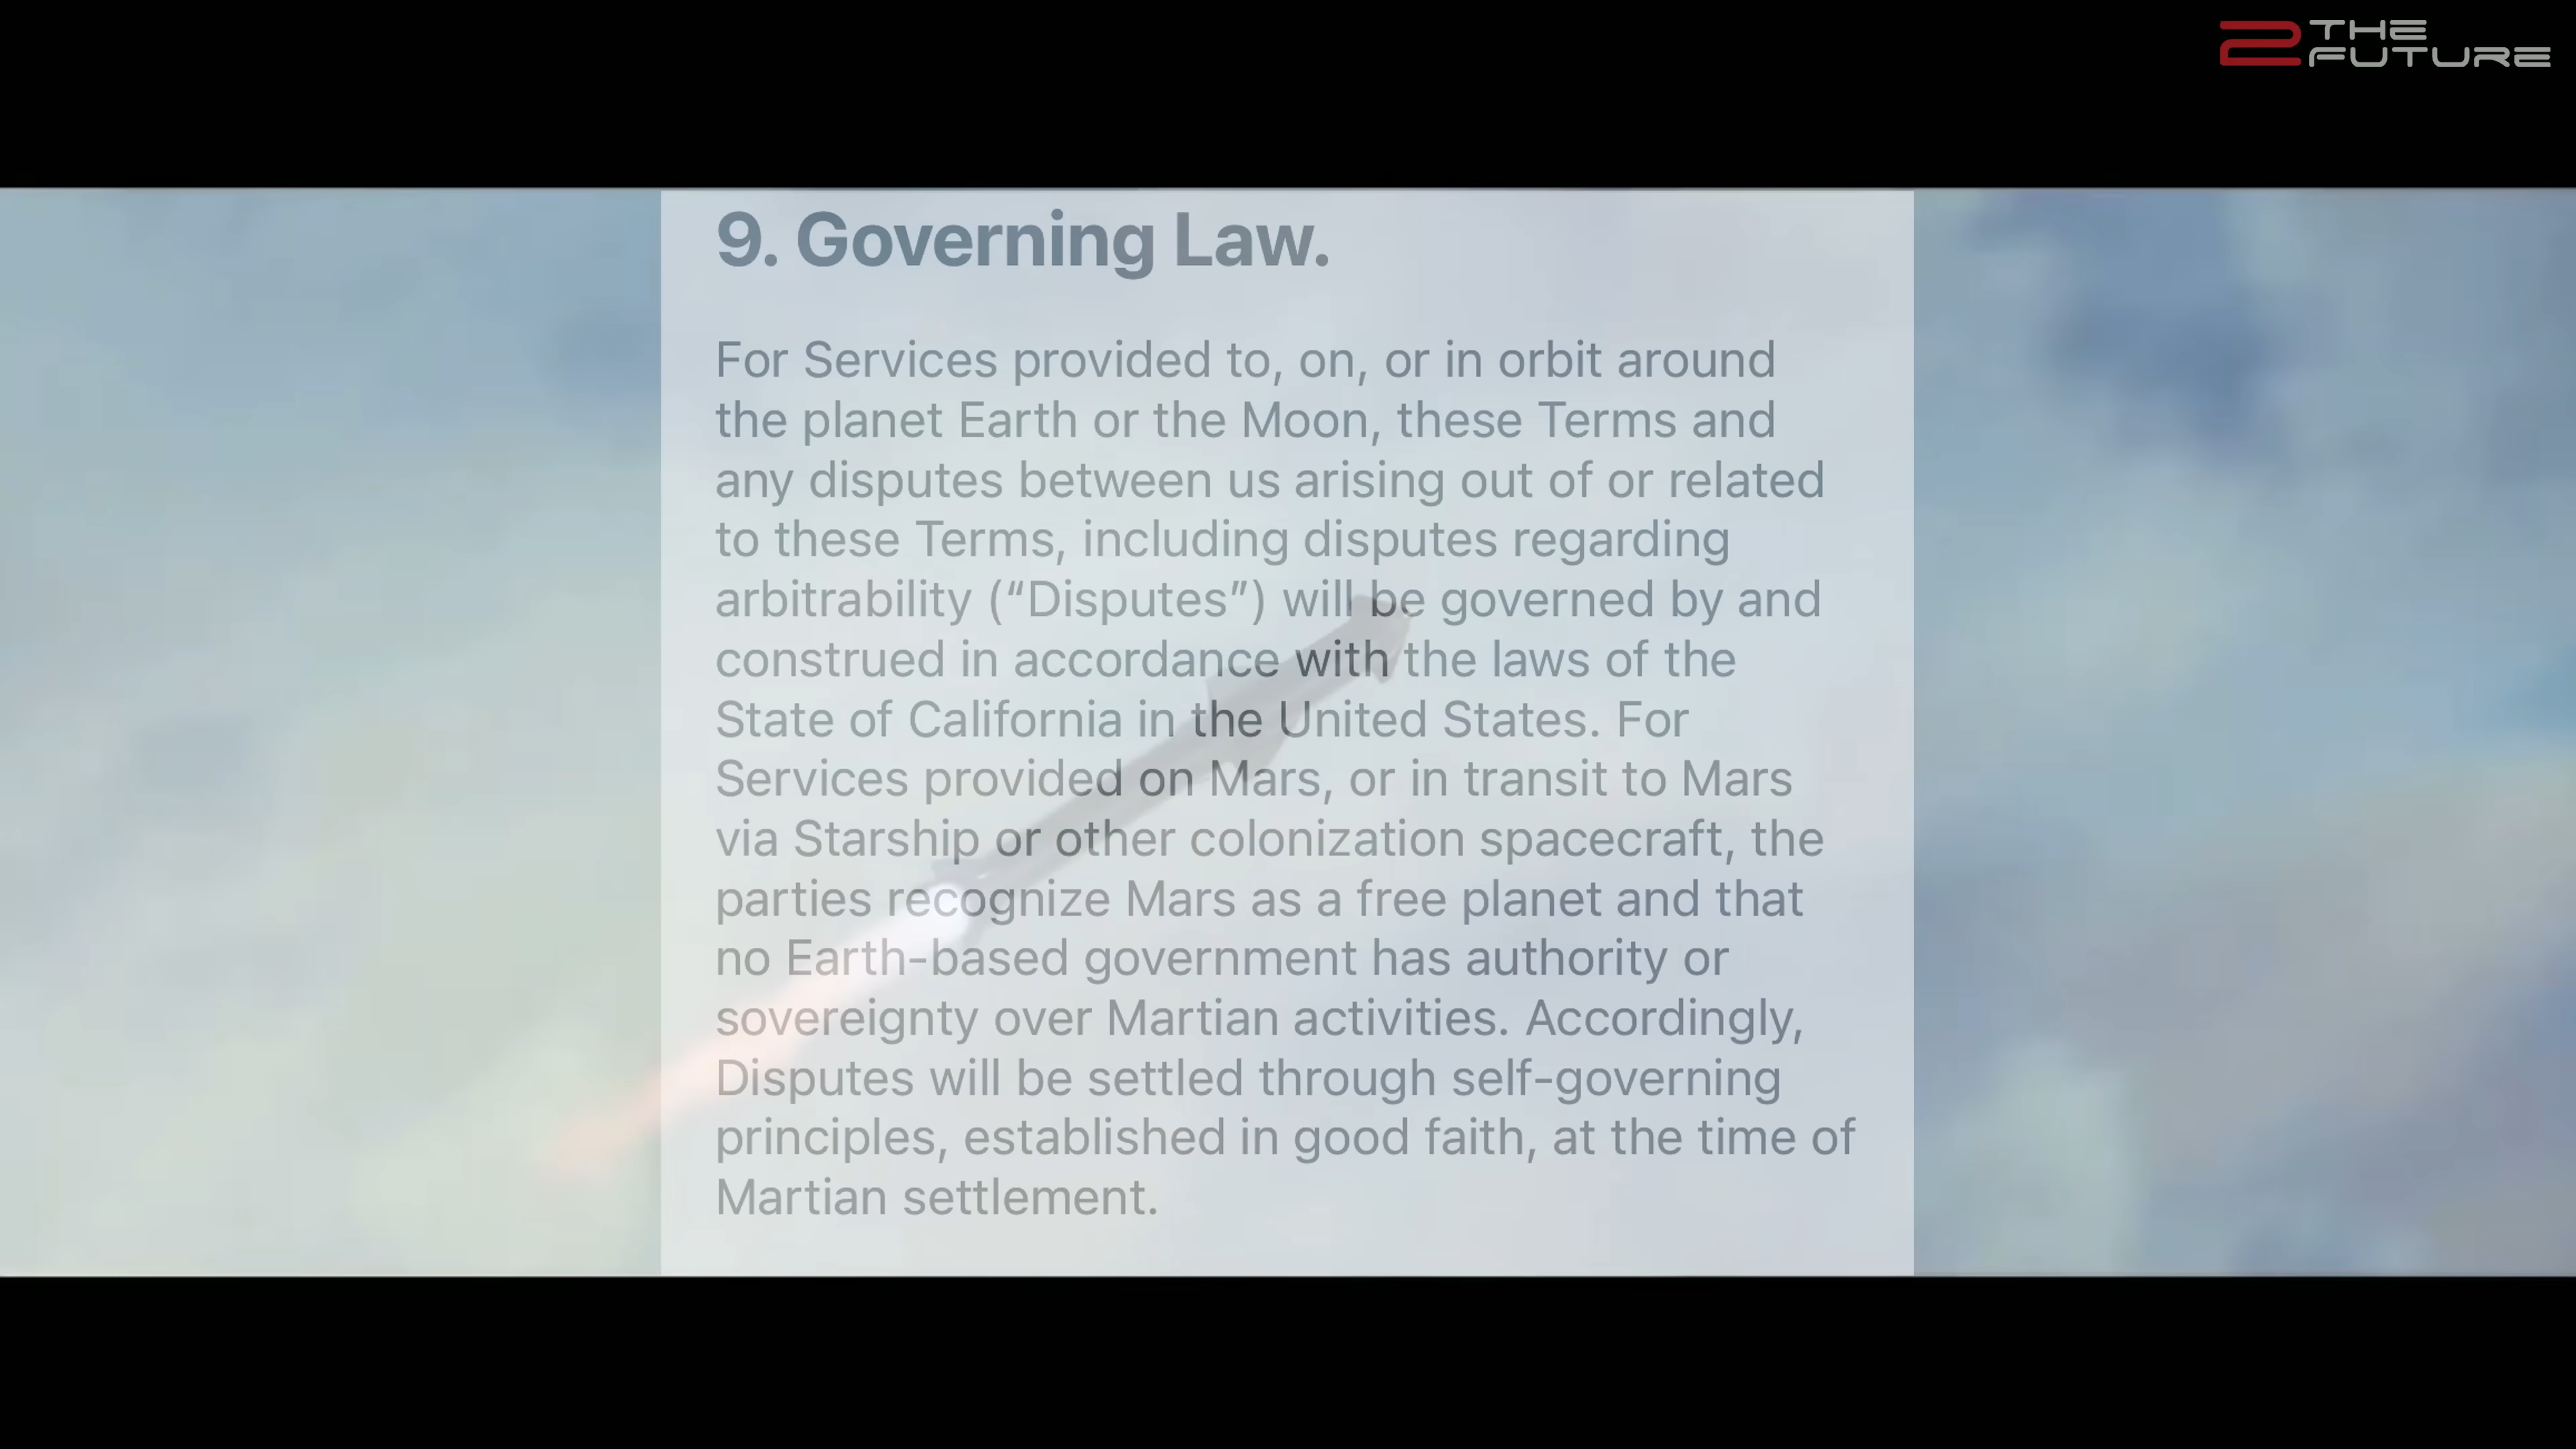 2 THE
FUTURE
9. Governing Law.
For Services provided to, on, or in orbit around
the planet Earth or the Moon, these Terms and
any disputes between us arising out of or related
to these Terms, including disputes regarding
arbitrability (“Disputes”) will be governed by and
construed in accordance with the laws of the
State of California in the United States. For
Services provided on Mars, or in transit to Mars
via Starship or other colonization spacecraft, the
parties recognize Mars as a free planet and that
no Earth-based government has authority or
sovereignty over Martian activities. Accordingly,
Disputes will be settled through self-governing
principles, established in good faith, at the time of
Martian settlement.